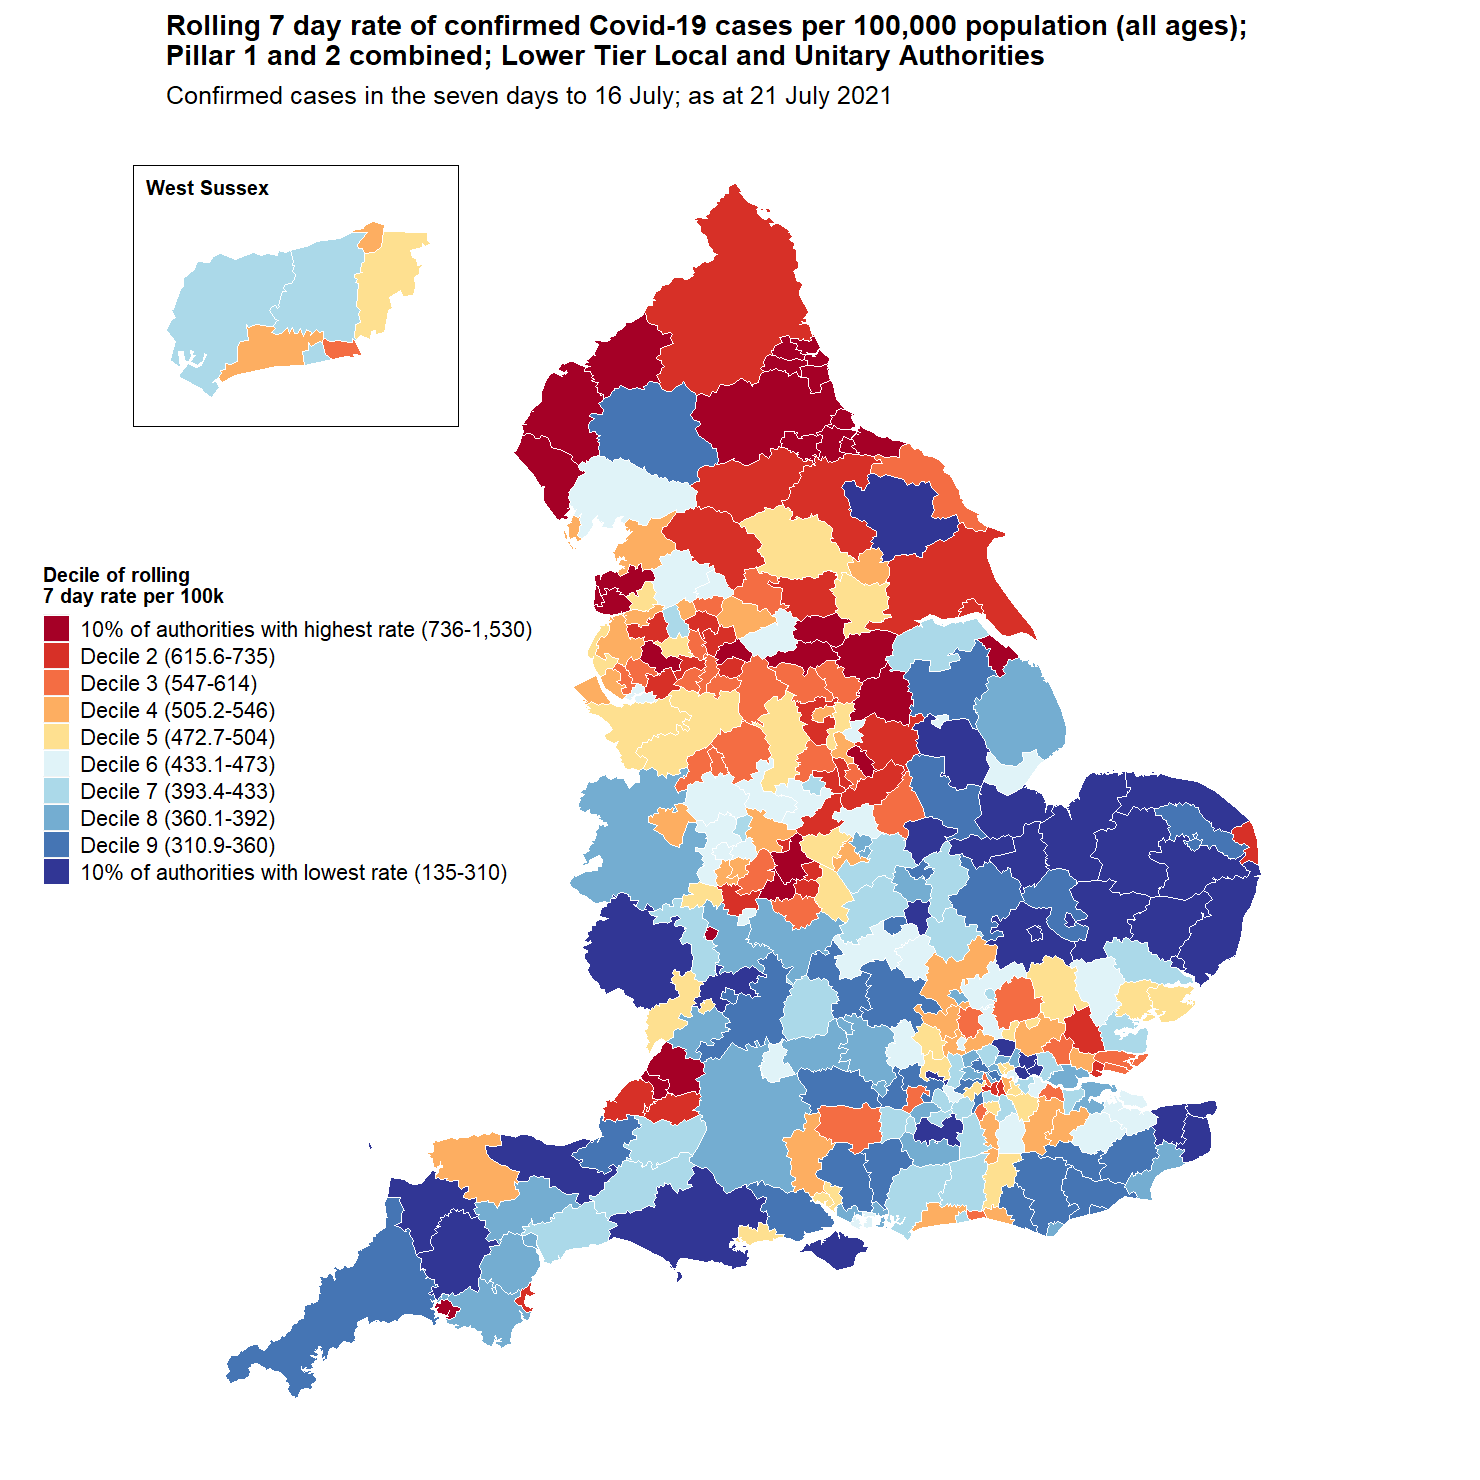 Rolling 7 day rate of confirmed Covid-19 cases per 100,000 population (all ages);
Pillar 1 and 2 combined; Lower Tier Local and Unitary Authorities
Confirmed cases in the seven days to 16 July; as at 21 July 2021
West Sussex
Decile of rolling
7 day rate per 100k
10% of authorities with highest rate (736-1,530)
Decile 2 (615.6-735)
Decile 3 (547-614)
Decile 4 (505.2-546)
Decile 5 (472.7-504)
Decile 6 (433.1-473)
Decile 7 (393.4-433)
Decile 8 (360.1-392)
Decile 9 (310.9-360)
10% of authorities with lowest rate (135-310)